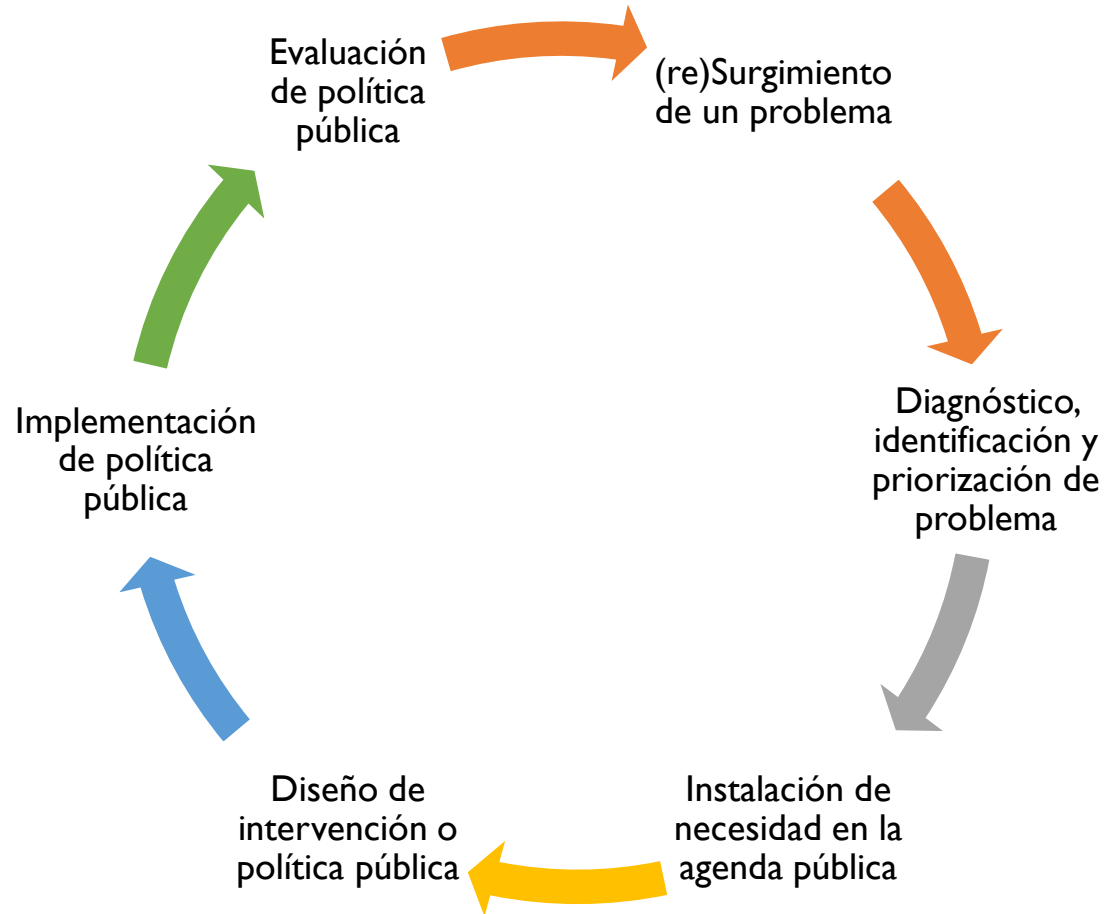 (re)Surgimiento
de un problema
Diagnóstico,
identificación y
priorización de
problema
Instalación de
necesidad en la
agenda pública
Diseño de
intervención o
política pública
Implementación
de política
pública
Evaluación
de política
pública